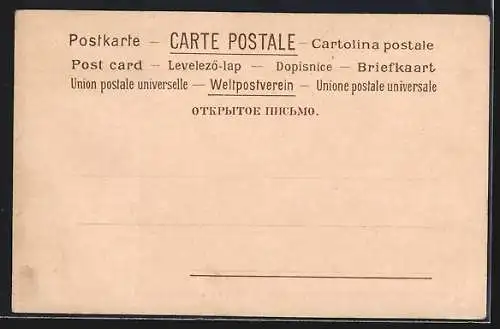 Postkarte – CARTE POSTALE – Cartolina postale
Post card – Levelező-lap – Dopisnice – Briefkaart
Union postale universelle – Weltpostverein – Unione postale universale
ОТКРЫТОЕ ПИСЬМО.